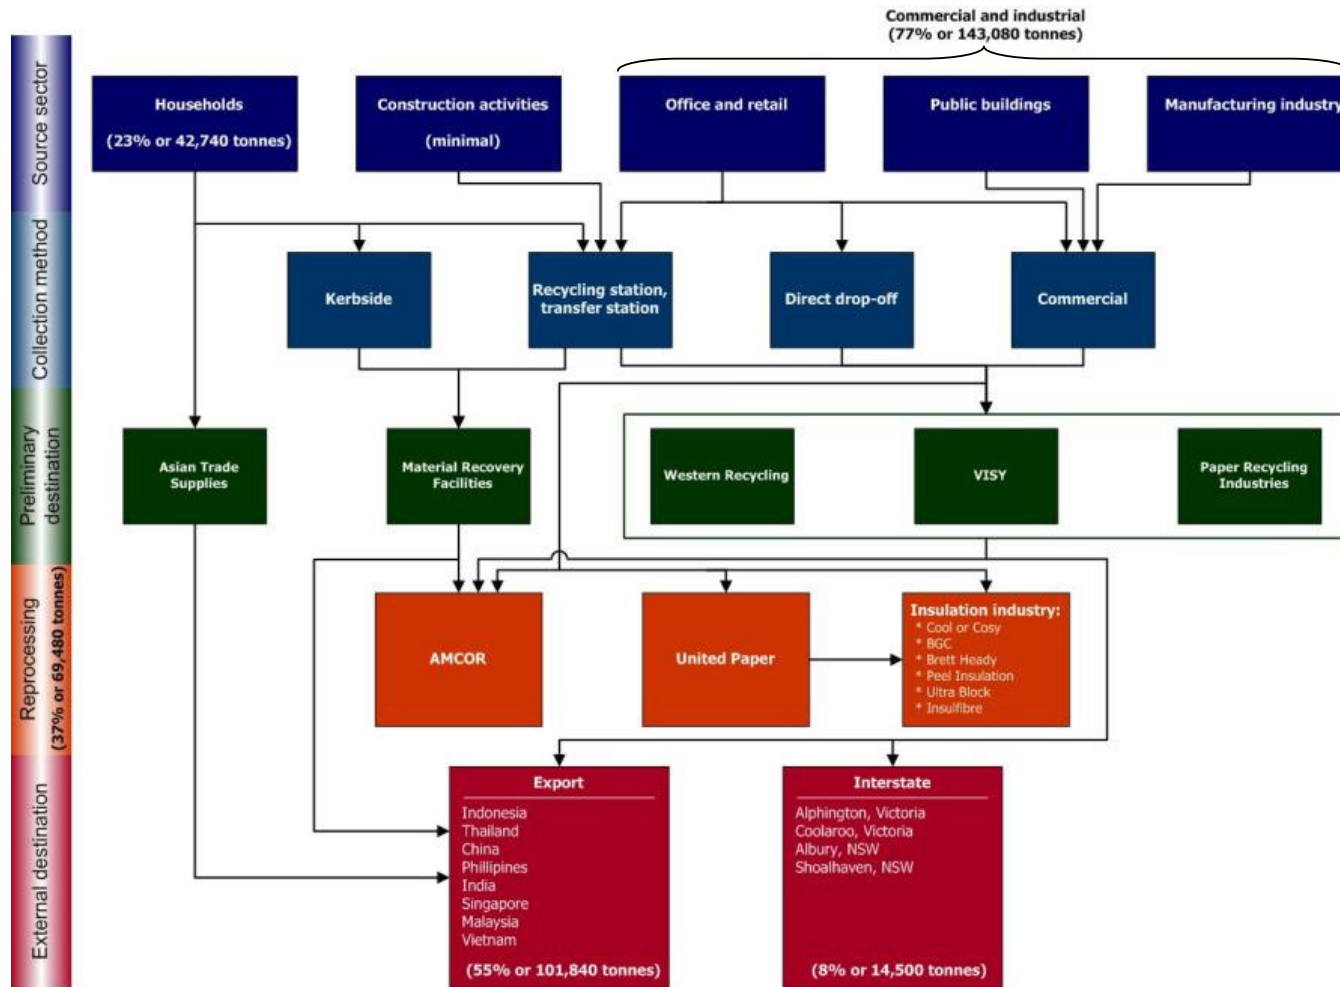 Commercial and industrial
(77% or 143,080 tonnes)
Source sector
Households
(23% or 42,740 tonnes)
Construction activities
(minimal)
Office and retail
Public buildings
Manufacturing industry
Collection method
Kerbside
Recycling station,
transfer station
Direct drop-off
Commercial
Preliminary
destination
Asian Trade
Supplies
Material Recovery
Facilities
Western Recycling
VISY
Paper Recycling
Industries
Reprocessing
(37% or 69,480 tonnes)
AMCOR
United Paper
Insulation industry:
* Cool or Cosy
* BGC
* Brett Heady
* Peel Insulation
* Ultra Block
* Insulfibre
External destination
Export
Indonesia
Thailand
China
Phillipines
India
Singapore
Malaysia
Vietnam
(55% or 101,840 tonnes)
Interstate
Alphington, Victoria
Coolaroo, Victoria
Albury, NSW
Shoalhaven, NSW
(8% or 14,500 tonnes)